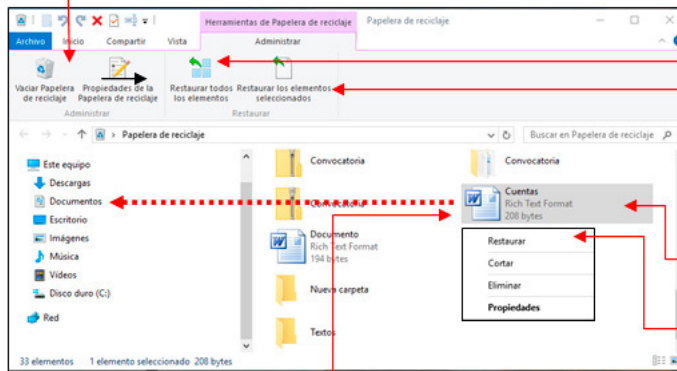 Herramientas de Papelera de reciclaje
Papelera de reciclaje
Archivo
Inicio
Compartir
Vista
Administrar
Vaciar Papelera
de reciclaje
Propiedades de la
Papelera de reciclaje
Restaurar todos
los elementos
Restaurar los elementos
seleccionados
Administrar
Restaurar
Papelera de reciclaje
Buscar en Papelera de reciclaje
Este equipo
Descargas
Documentos
Escritorio
Imágenes
Música
Vídeos
Disco duro (C:)
Red
Convocatoria
Convocatoria
Documento
Rich Text Format
194 bytes
Nueva carpeta
Textos
Convocatoria
Cuentas
Rich Text Format
208 bytes
Restaurar
Cortar
Eliminar
Propiedades
33 elementos
1 elemento seleccionado 208 bytes